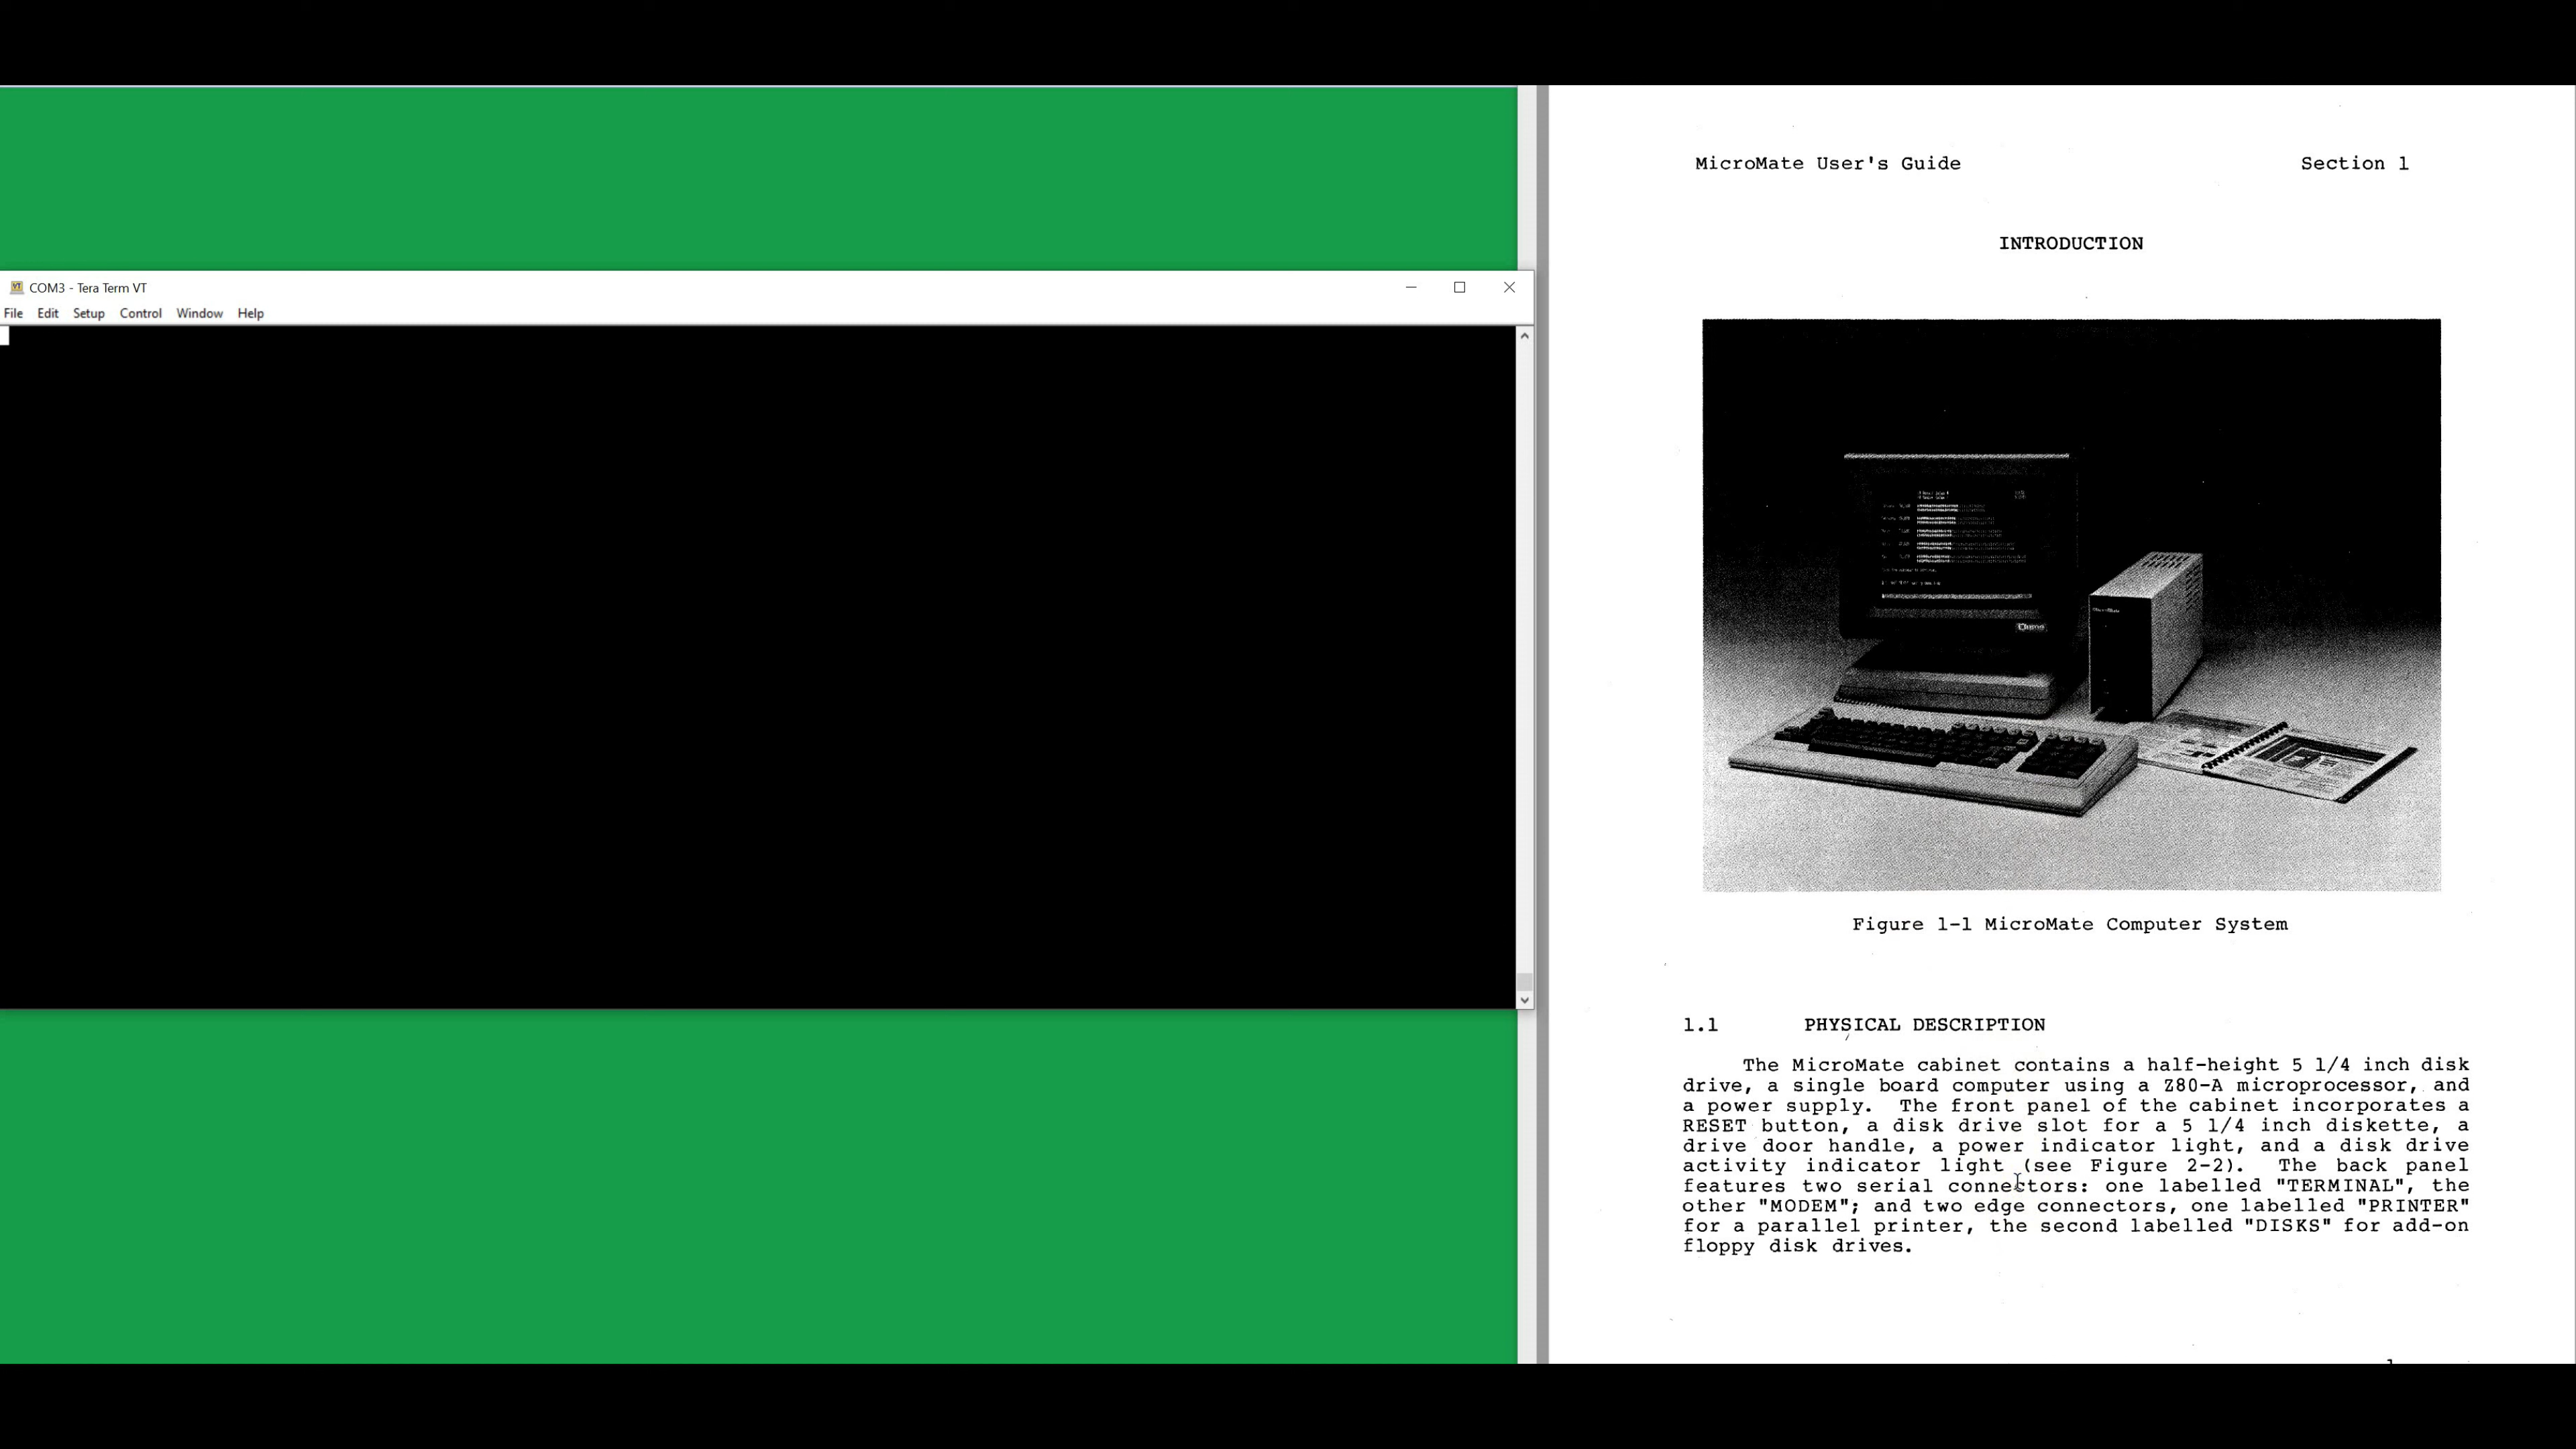 COM3 - Tera Term VT
File Edit Setup Control Window Help
MicroMate User's Guide Section 1
INTRODUCTION
Qume
Figure 1-1 MicroMate Computer System
1.1 PHYSICAL DESCRIPTION
The MicroMate cabinet contains a half-height 5 1/4 inch disk
drive, a single board computer using a Z80-A microprocessor, and
a power supply. The front panel of the cabinet incorporates a
RESET button, a disk drive slot for a 5 1/4 inch diskette, a
drive door handle, a power indicator light, and a disk drive
activity indicator light (see Figure 2-2). The back panel
features two serial connectors: one labelled "TERMINAL", the
other "MODEM"; and two edge connectors, one labelled "PRINTER"
for a parallel printer, the second labelled "DISKS" for add-on
floppy disk drives.